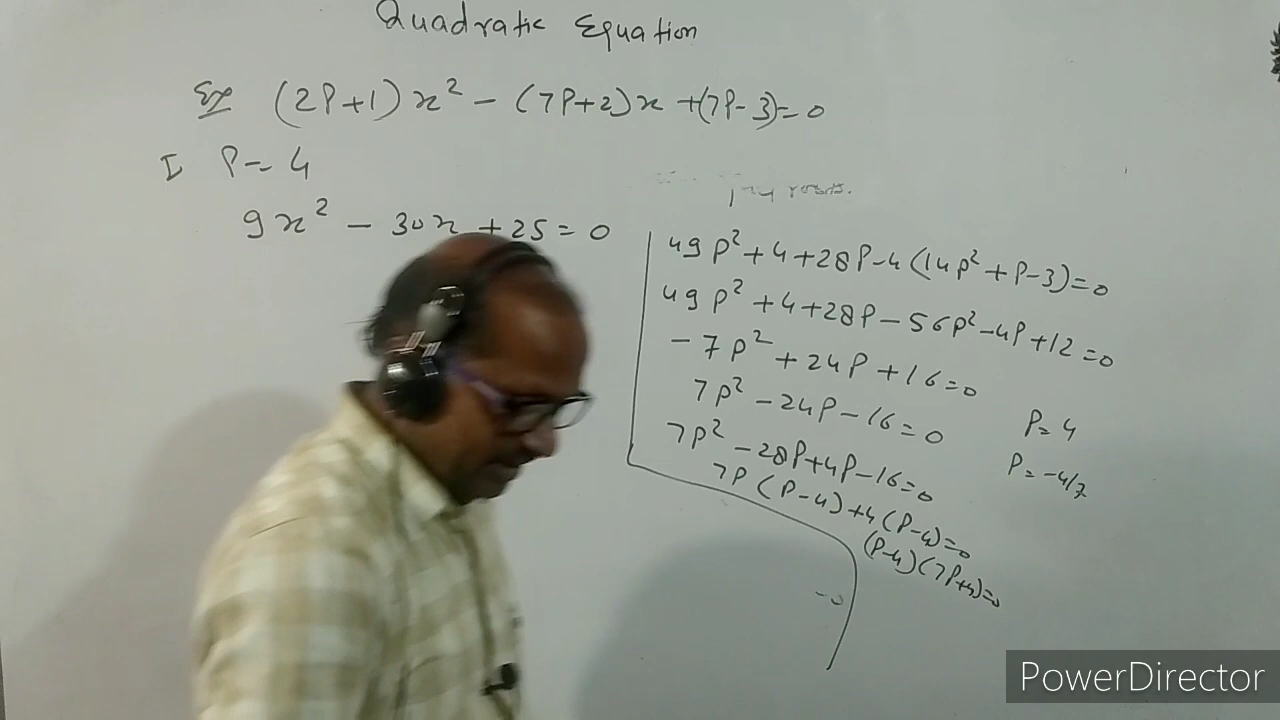 Quadratic Equation
Ex (2P+1)x² - (7P+2)x +(7P-3)=0
I P= 4
9x² - 30x +25=0
roots.
49p²+4+28P-4(14p²+P-3)=0
49p²+4+28P-56p²-4P+12=0
-7p²+24P+16=0
7p²-24P-16=0
7p²-28P+4P-16=0
7P(P-4)+4(P-4)=0
(P-4)(7P+4)=0
P= 4
P= -4/7
=0
PowerDirector